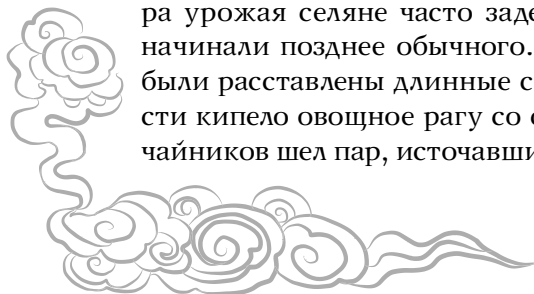 ра урожая селяне часто заде
начинали позднее обычного.
были расставлены длинные с
сти кипело овощное рагу со с
чайников шел пар, источавши